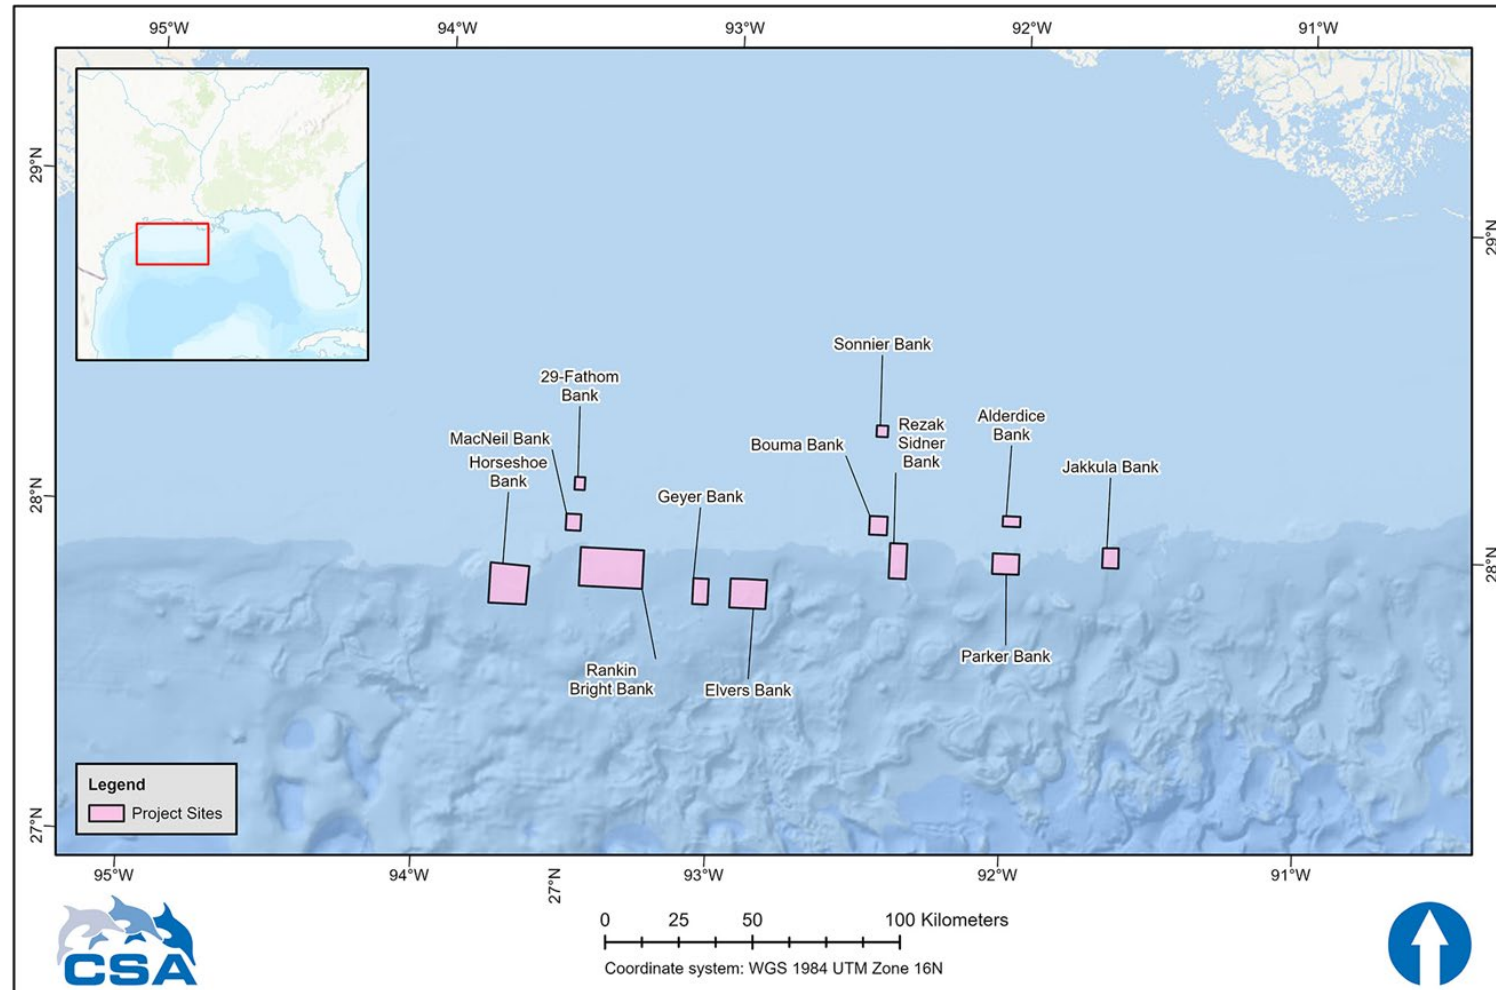 95°W
94°W
93°W
92°W
91°W
29°N
29°N
Sonnier Bank
29-Fathom
Bank
Rezak
Sidner
Bank
Alderdice
Bank
MacNeil Bank
Bouma Bank
Horseshoe
Bank
Jakkula Bank
Geyer Bank
28°N
28°N
Parker Bank
Rankin
Bright Bank
Elvers Bank
Legend
Project Sites
27°N
95°W
94°W
27°N
93°W
92°W
91°W
0 25 50 100 Kilometers
Coordinate system: WGS 1984 UTM Zone 16N
CSA